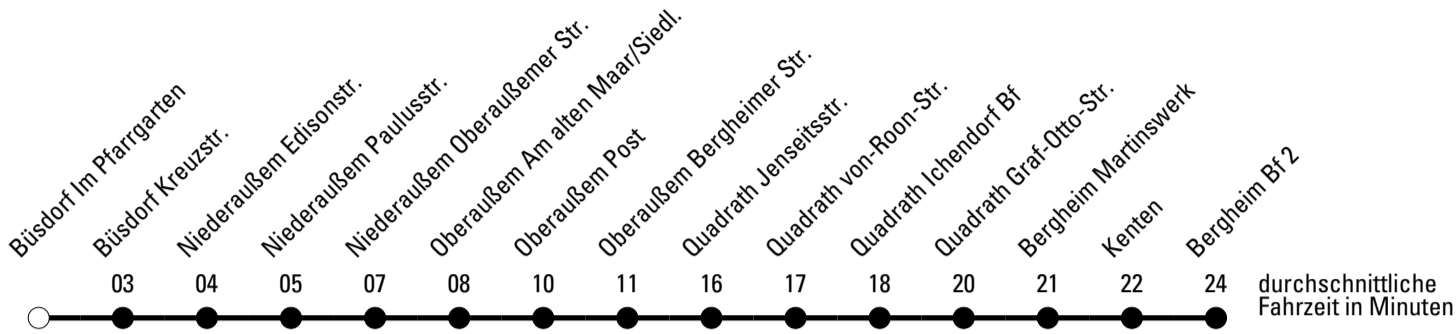 Büsdorf Im Pfarrgarten
Büsdorf Kreuzstr.
Niederaußem Edisonstr.
Niederaußem Paulusstr.
Niederaußem Oberaußemer Str.
Oberaußem Am alten Maar/Siedl.
Oberaußem Post
Oberaußem Bergheimer Str.
Quadrath Jenseitsstr.
Quadrath von-Roon-Str.
Quadrath Ichendorf Bf
Quadrath Graf-Otto-Str.
Bergheim Martinswerk
Kenten
Bergheim Bf 2
03 04 05 07 08 10 11 16 17 18 20 21 22 24
durchschnittliche
Fahrzeit in Minuten